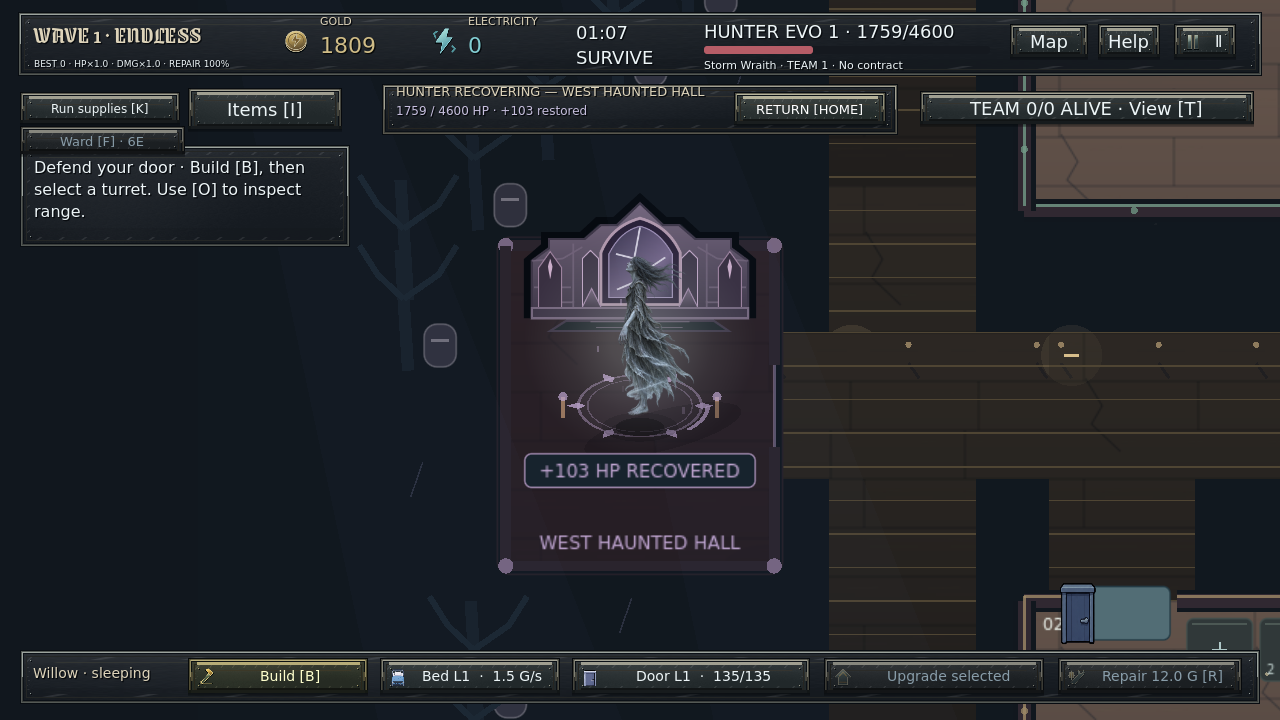 WAVE 1 · ENDLESS
BEST 0 · HP×1.0 · DMG×1.0 · REPAIR 100%
GOLD
1809
ELECTRICITY
0
01:07
SURVIVE
HUNTER EVO 1 · 1759/4600
Storm Wraith · TEAM 1 · No contract
Map
Help
II
Run supplies [K]
Items [I]
HUNTER RECOVERING — WEST HAUNTED HALL
1759 / 4600 HP · +103 restored
RETURN [HOME]
TEAM 0/0 ALIVE · View [T]
Ward [F] · 6E
Defend your door · Build [B], then
select a turret. Use [O] to inspect
range.
+103 HP RECOVERED
WEST HAUNTED HALL
02
+
2
Willow · sleeping
Build [B]
Bed L1 · 1.5 G/s
Door L1 · 135/135
Upgrade selected
Repair 12.0 G [R]